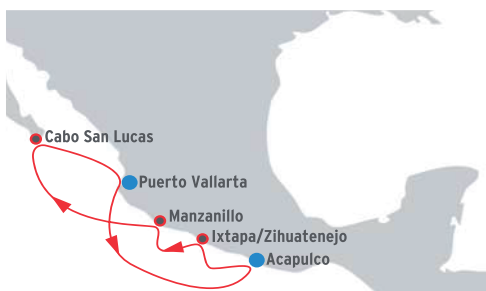 Cabo San Lucas
Puerto Vallarta
Manzanillo
Ixtapa/Zihuatenejo
Acapulco